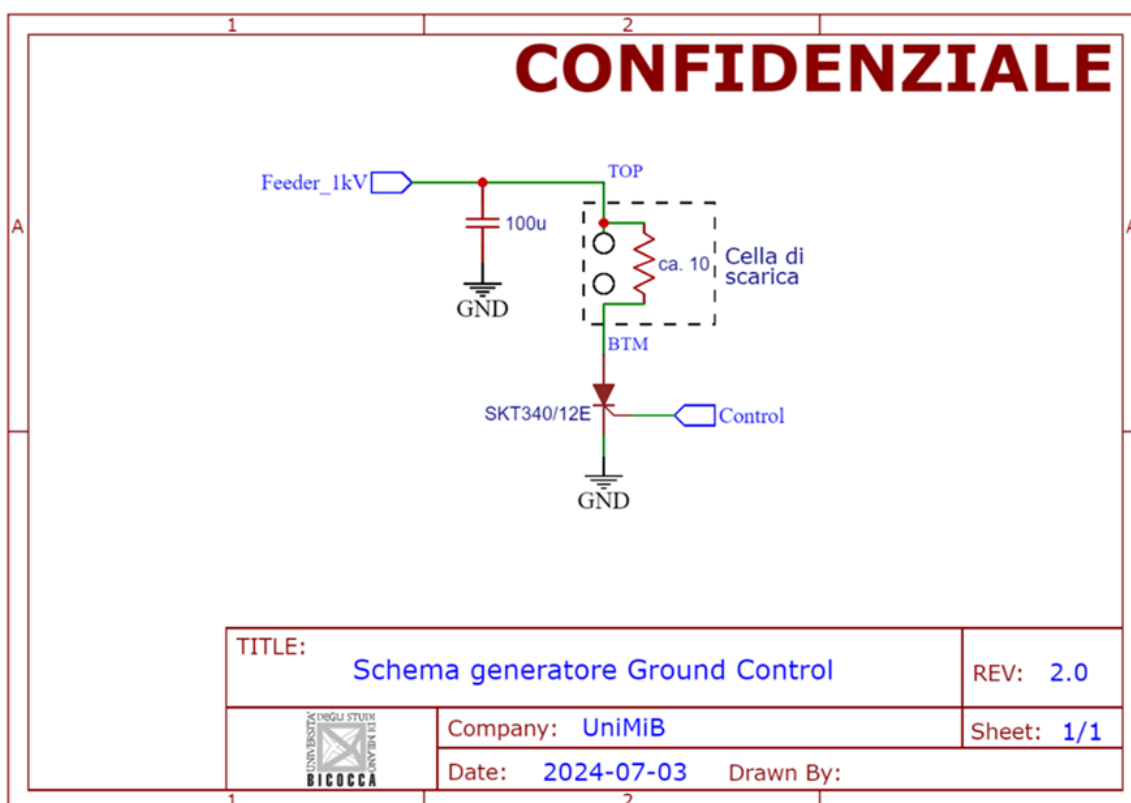 1
2
CONFIDENZIALE
Feeder_1kV
TOP
100u
ca. 10
Cella di
scarica
GND
BTM
SKT340/12E
Control
GND
A
A
TITLE:
Schema generatore Ground Control
REV: 2.0
UNIVERSITA'
DEGLI STUDI
DI MILANO
BICOCCA
Company: UniMiB
Sheet: 1/1
Date: 2024-07-03
Drawn By:
1
2